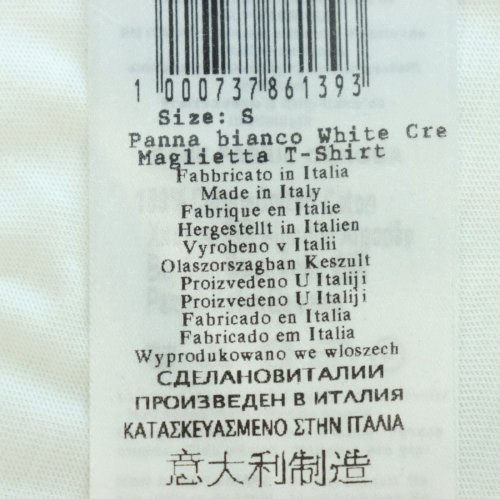 1 000737 861393
Size: S
Panna bianco White Cre
Maglietta T-Shirt
Fabbricato in Italia
Made in Italy
Fabrique en Italie
Hergestellt in Italien
Vyrobeno v Italii
Olaszorszagban Keszult
Proizvedeno U Italiji
Proizvedeno U Italiji
Fabricado en Italia
Fabricado em Italia
Wyprodukowano we wloszech
СДЕЛАНОВИТАЛИИ
ПРОИЗВЕДЕН В ИТАЛИЯ
ΚΑΤΑΣΚΕΥΑΣΜΕΝΟ ΣΤΗΝ ΙΤΑΛΙΑ
意大利制造